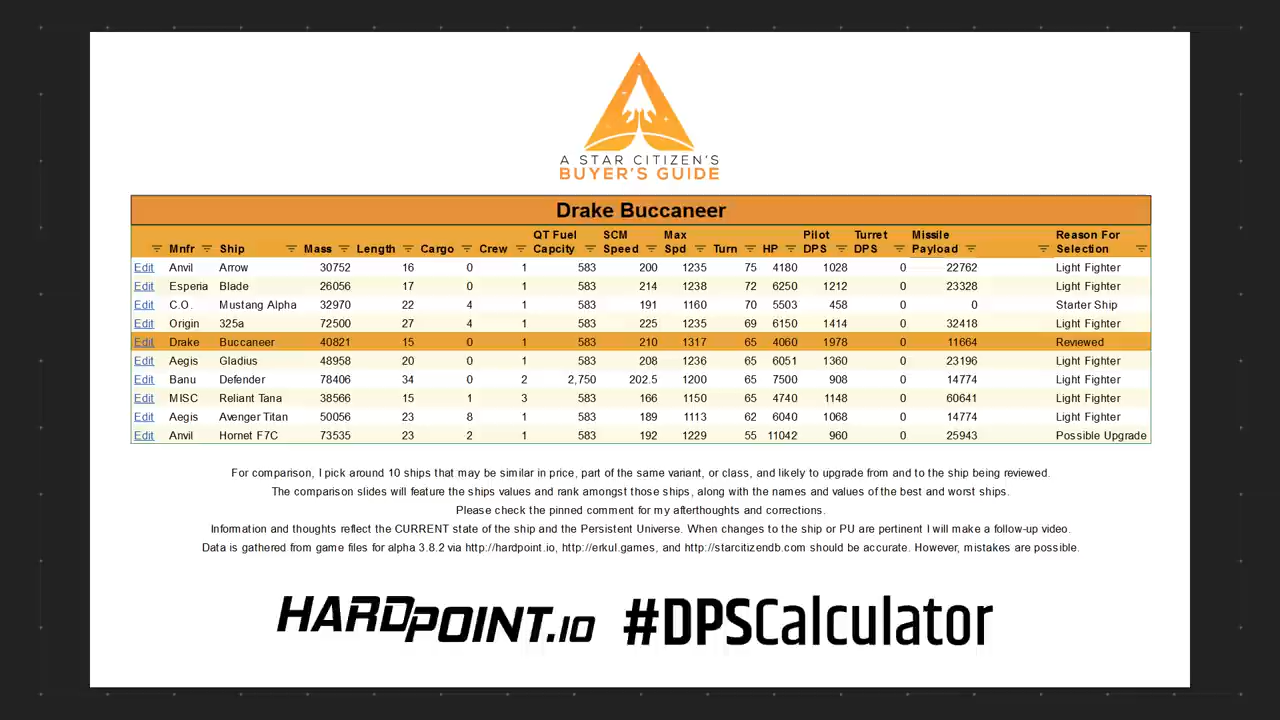 A STAR CITIZEN'S
BUYER'S GUIDE
Drake Buccaneer
Mnfr Ship Mass Length Cargo Crew QT Fuel Capcity SCM Speed Max Spd Turn HP Pilot DPS Turret DPS Missile Payload Reason For Selection
Edit Anvil Arrow 30752 16 0 1 583 200 1235 75 4180 1028 0 22762 Light Fighter
Edit Esperia Blade 26056 17 0 1 583 214 1238 72 6250 1212 0 23328 Light Fighter
Edit C.O. Mustang Alpha 32970 22 4 1 583 191 1160 70 5503 458 0 0 Starter Ship
Edit Origin 325a 72500 27 4 1 583 225 1235 69 6150 1414 0 32418 Light Fighter
Edit Drake Buccaneer 40821 15 0 1 583 210 1317 65 4060 1978 0 11664 Reviewed
Edit Aegis Gladius 48958 20 0 1 583 208 1236 65 6051 1360 0 23196 Light Fighter
Edit Banu Defender 78406 34 0 2 2,750 202.5 1200 65 7500 908 0 14774 Light Fighter
Edit MISC Reliant Tana 38566 15 1 3 583 166 1150 65 4740 1148 0 60641 Light Fighter
Edit Aegis Avenger Titan 50056 23 8 1 583 189 1113 62 6040 1068 0 14774 Light Fighter
Edit Anvil Hornet F7C 73535 23 2 1 583 192 1229 55 11042 960 0 25943 Possible Upgrade
For comparison, I pick around 10 ships that may be similar in price, part of the same variant, or class, and likely to upgrade from and to the ship being reviewed.
The comparison slides will feature the ships values and rank amongst those ships, along with the names and values of the best and worst ships.
Please check the pinned comment for my afterthoughts and corrections.
Information and thoughts reflect the CURRENT state of the ship and the Persistent Universe. When changes to the ship or PU are pertinent I will make a follow-up video.
Data is gathered from game files for alpha 3.8.2 via http://hardpoint.io, http://erkul.games, and http://starcitizendb.com should be accurate. However, mistakes are possible.
HARDPOINT.IO #DPSCalculator